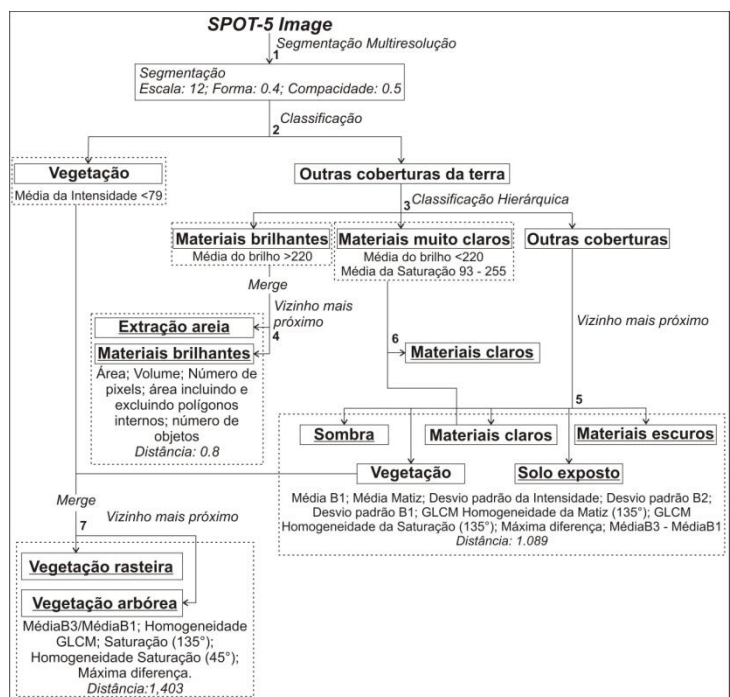 SPOT-5 Image
Segmentação Multiresolução
1
Segmentação
Escala: 12; Forma: 0.4; Compacidade: 0.5
Classificação
2
Vegetação
Média da Intensidade <79
Outras coberturas da terra
3
Classificação Hierárquica
Materiais brilhantes
Média do brilho >220
Materiais muito claros
Média do brilho <220
Média da Saturação 93 - 255
Outras coberturas
Merge
Vizinho mais
próximo
4
Extração areia
Materiais brilhantes
Área; Volume; Número de
pixels; área incluindo e
excluindo polígonos
internos; número de
objetos
Distância: 0.8
6
Materiais claros
Vizinho mais próximo
5
Sombra
Materiais claros
Materiais escuros
Vegetação
Solo exposto
Média B1; Média Matiz; Desvio padrão da Intensidade; Desvio padrão B2;
Desvio padrão B1; GLCM Homogeneidade da Matiz (135°); GLCM
Homogeneidade da Saturação (135°); Máxima diferença; MédiaB3 - MédiaB1
Distância: 1.089
Merge
7
Vizinho mais próximo
Vegetação rasteira
Vegetação arbórea
MédiaB3/MédiaB1; Homogeneidade
GLCM; Saturação (135°);
Homogeneidade Saturação (45°);
Máxima diferença.
Distância:1,403